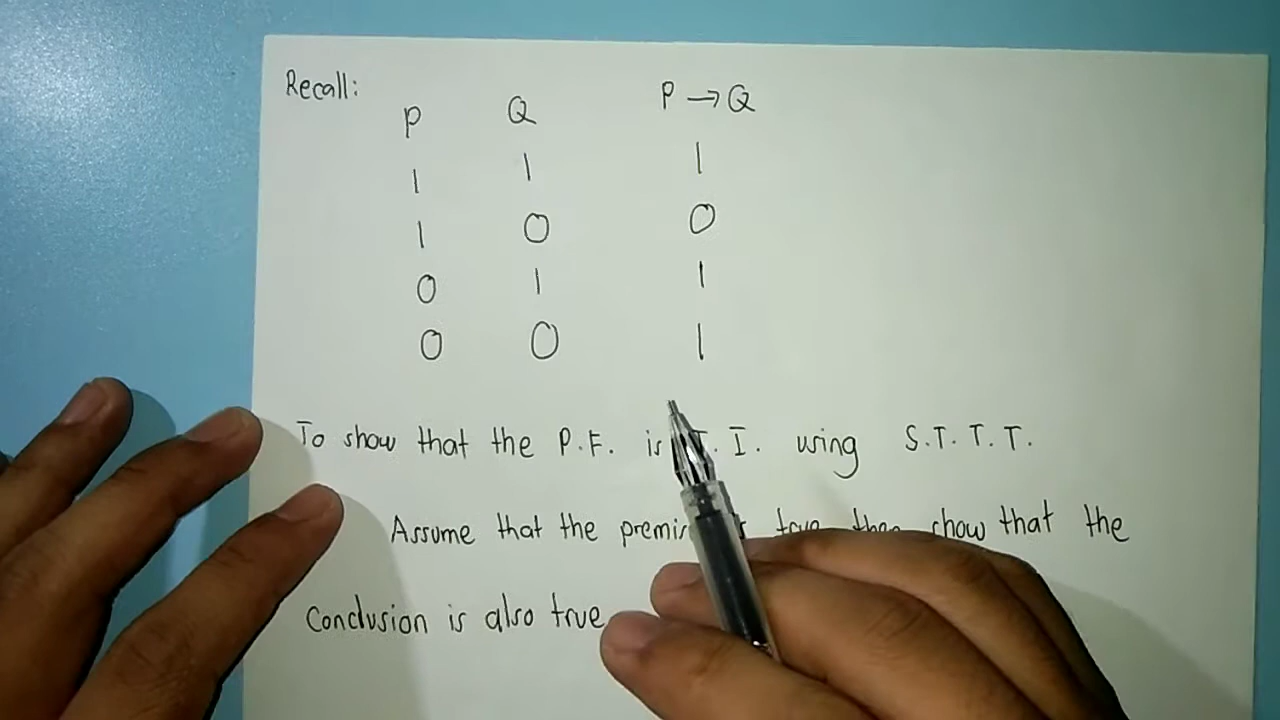 Recall:
P Q P → Q
1 1 1
1 0 0
0 1 1
0 0 1
To show that the P.F. is I. using S.T.T.T.
Assume that the then show that the
Conclusion is also true